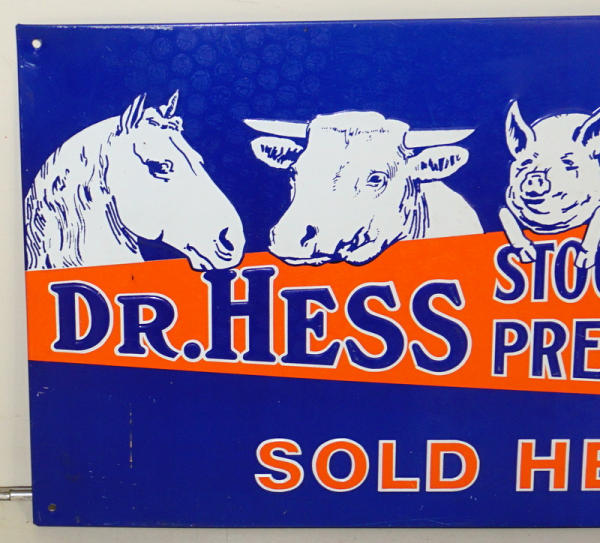 DR. HESS
STOC
PRE
SOLD HE